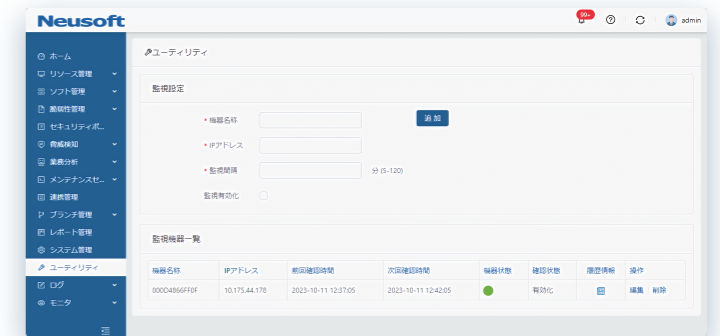 Neusoft
99+
admin
ホーム
リソース管理
ソフト管理
脆弱性管理
セキュリティポ...
脅威検知
業務分析
メンテナンスセ...
連携管理
ブランチ管理
レポート管理
システム管理
ユーティリティ
ログ
モニタ
ユーティリティ
監視設定
* 機器名称
追 加
* IPアドレス
* 監視間隔 分 (5-120)
監視有効化
監視機器一覧
機器名称 IPアドレス 前回確認時間 次回確認時間 機器状態 確認状態 履歴情報 操作
000D4866FF0F 10.175.44.178 2023-10-11 12:37:05 2023-10-11 12:42:05 有効化 編集 削除